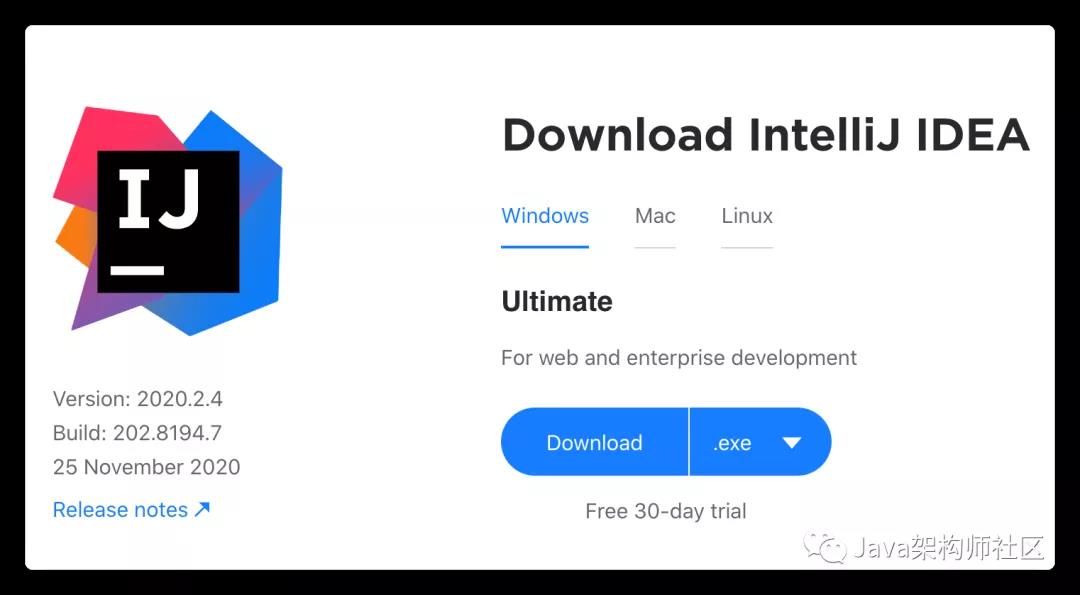 IJ
Version: 2020.2.4
Build: 202.8194.7
25 November 2020
Release notes ↗
Download IntelliJ IDEA
Windows Mac Linux
Ultimate
For web and enterprise development
Download .exe
Free 30-day trial
Java架构师社区